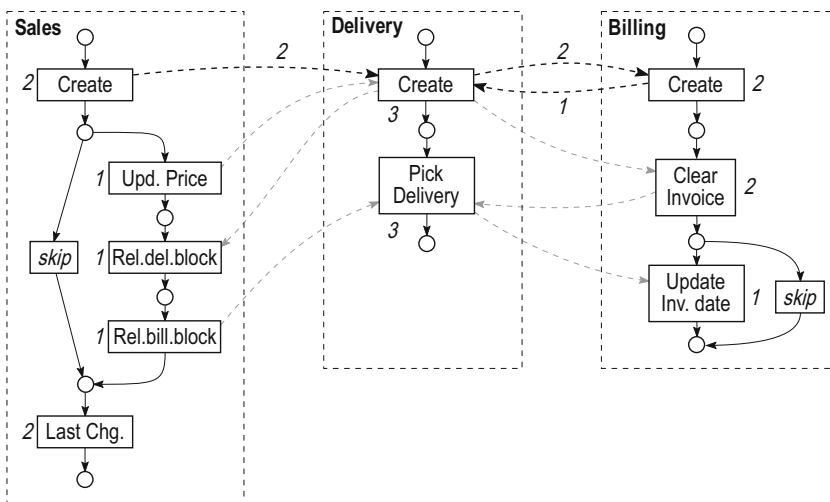 Sales
Delivery
Billing
2
2
2 Create
Create
Create 2
3
1
1 Upd. Price
Pick
Delivery
Clear
Invoice
2
skip
1 Rel.del.block
3
Update
Inv. date
1
skip
1 Rel.bill.block
2 Last Chg.